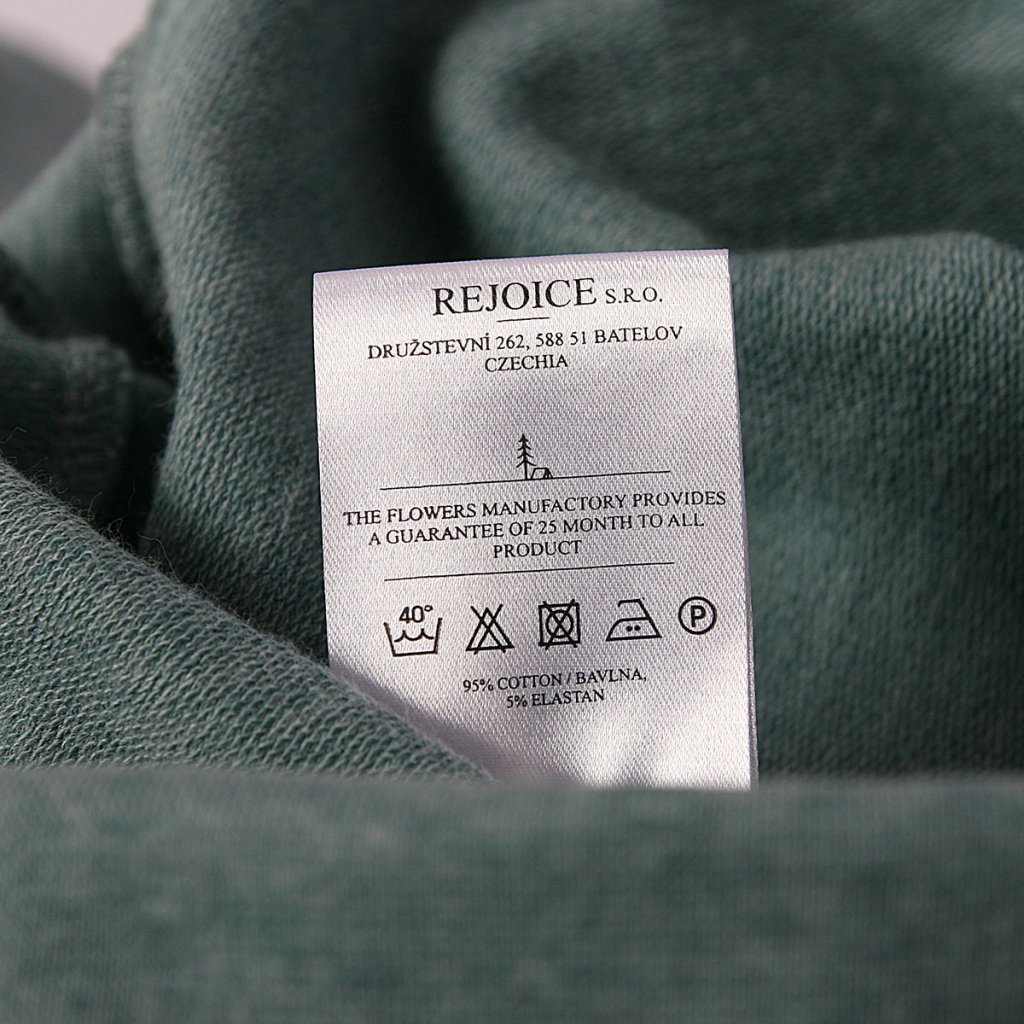 REJOICE S.R.O.
DRUŽSTEVNÍ 262, 588 51 BATELOV
CZECHIA
THE FLOWERS MANUFACTORY PROVIDES
A GUARANTEE OF 25 MONTH TO ALL
PRODUCT
40°
P
95% COTTON / BAVLNA,
5% ELASTAN